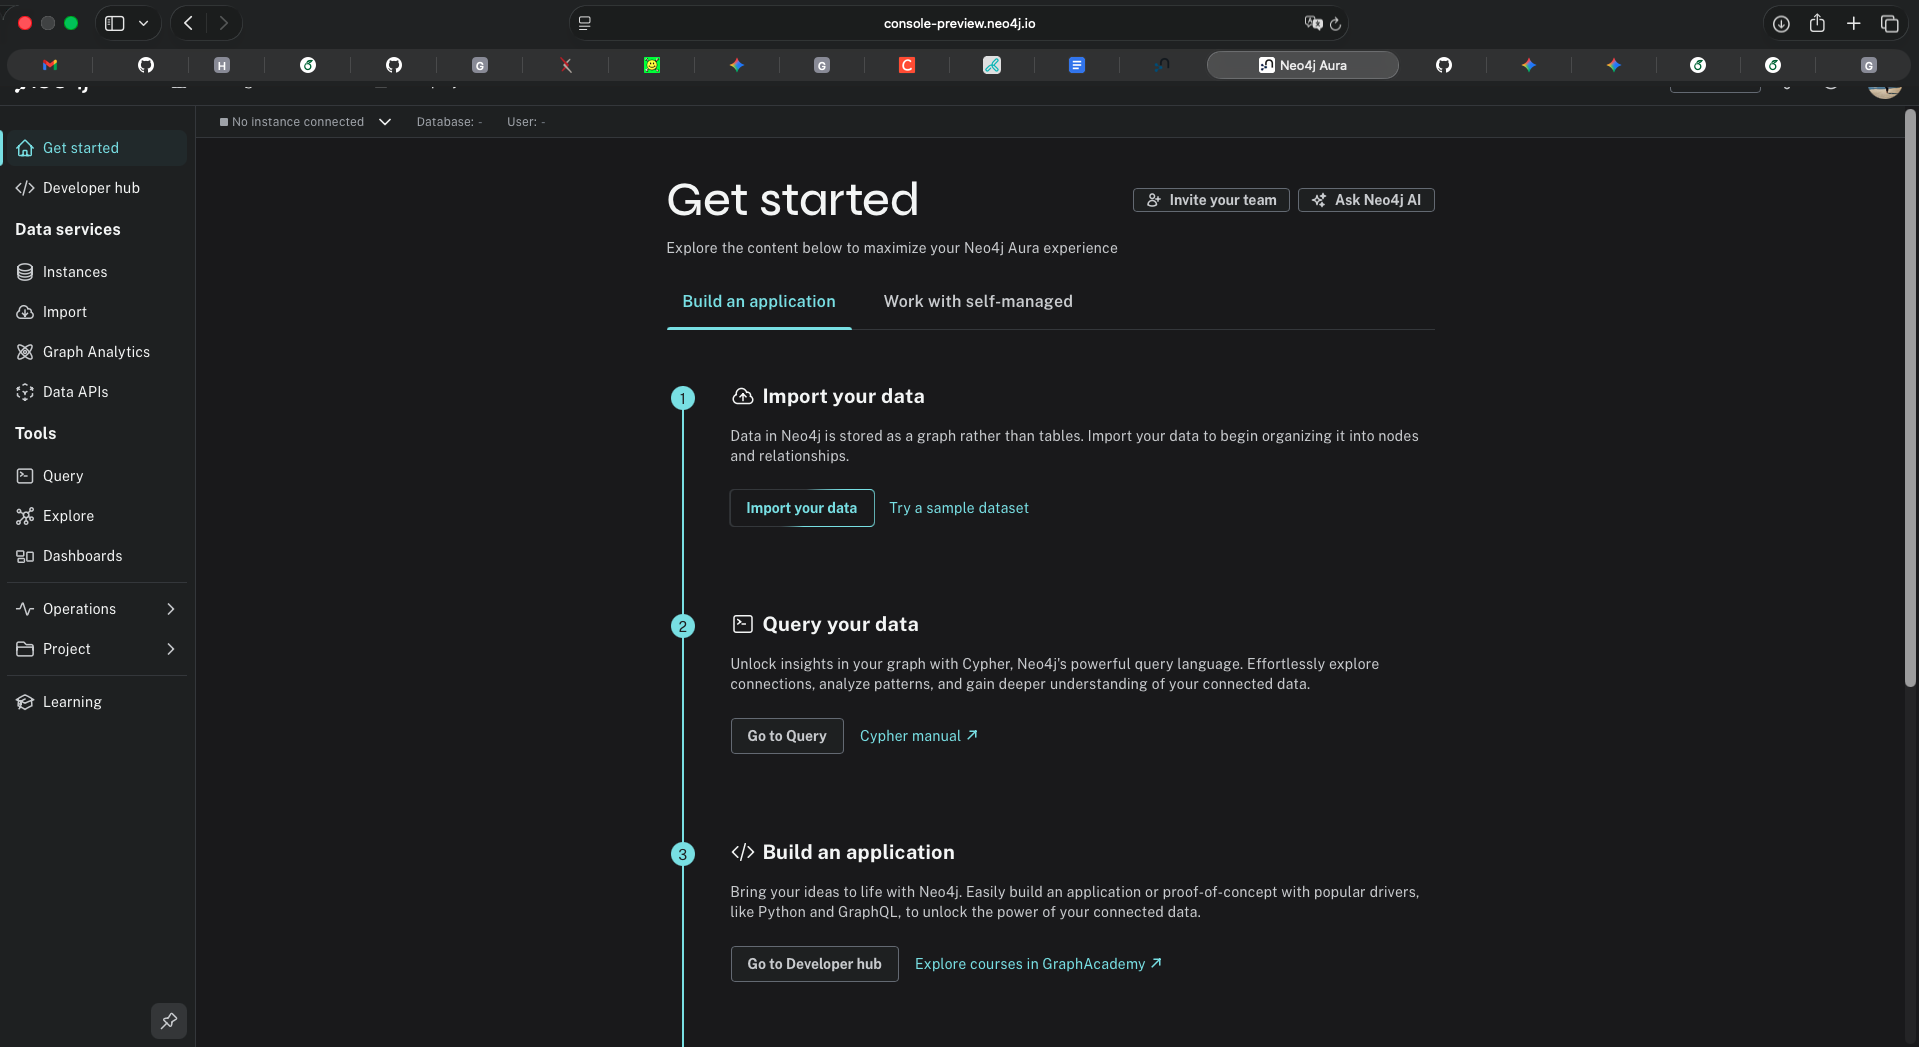 console-preview.neo4j.io
H
G
G
C
Neo4j Aura
G
No instance connected
Database: -
User: -
Get started
Developer hub
Data services
Instances
Import
Graph Analytics
Data APIs
Tools
Query
Explore
Dashboards
Operations
Project
Learning
Get started
Invite your team
Ask Neo4j AI
Explore the content below to maximize your Neo4j Aura experience
Build an application
Work with self-managed
1
Import your data
Data in Neo4j is stored as a graph rather than tables. Import your data to begin organizing it into nodes
and relationships.
Import your data
Try a sample dataset
2
Query your data
Unlock insights in your graph with Cypher, Neo4j's powerful query language. Effortlessly explore
connections, analyze patterns, and gain deeper understanding of your connected data.
Go to Query
Cypher manual
3
Build an application
Bring your ideas to life with Neo4j. Easily build an application or proof-of-concept with popular drivers,
like Python and GraphQL, to unlock the power of your connected data.
Go to Developer hub
Explore courses in GraphAcademy